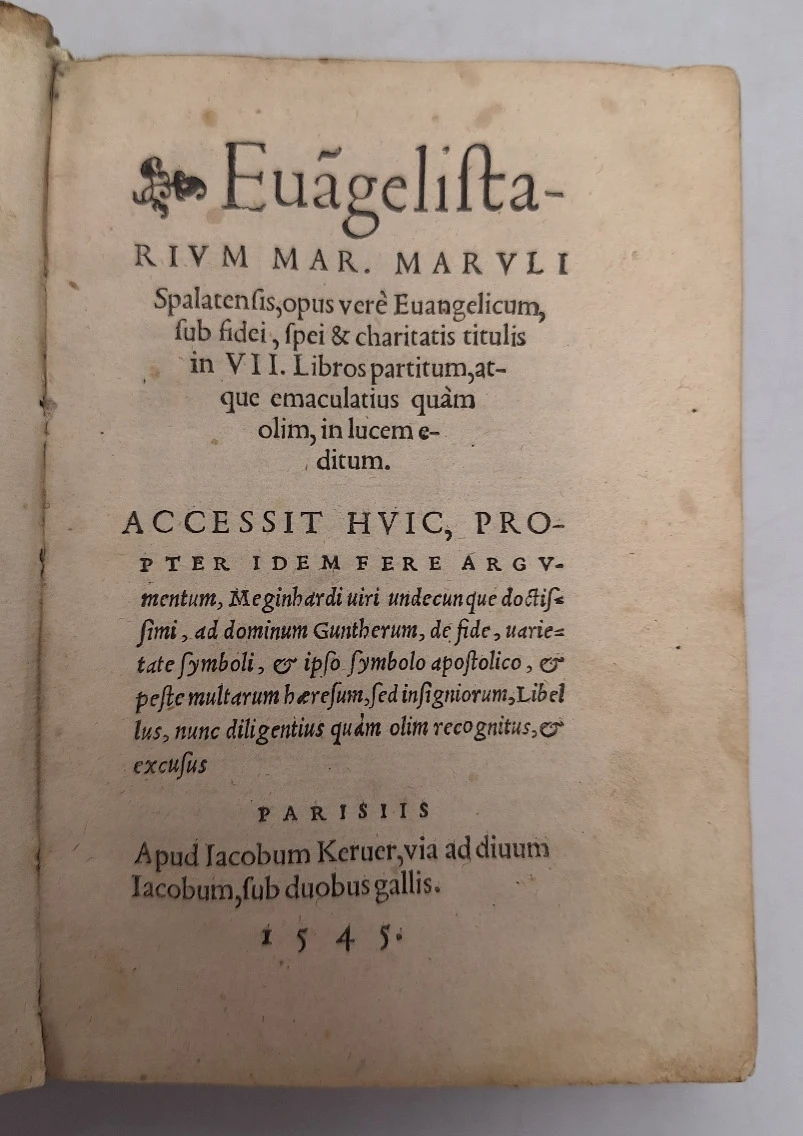 Euãgeliſta-
RIVM MAR. MARVLI
Spalatenſis,opus verè Euangelicum,
ſub fidei, ſpei & charitatis titulis
in VII. Libros partitum,at-
que emaculatius quàm
olim, in lucem e-
ditum.
ACCESSIT HVIC, PRO-
PTER IDEM FERE ARGV-
mentum, Meginhardi uiri undecunque doctiſ-
ſimi, ad dominum Guntherum, de fide, uarie-
tate ſymboli, & ipſo ſymbolo apoſtolico, &
peſte multarum hæreſum,ſed inſigniorum,Libel
lus, nunc diligentius quàm olim recognitus,&
excuſus
PARISIIS
Apud Iacobum Keruer,via ad diuum
Iacobum,ſub duobus gallis.
1545.